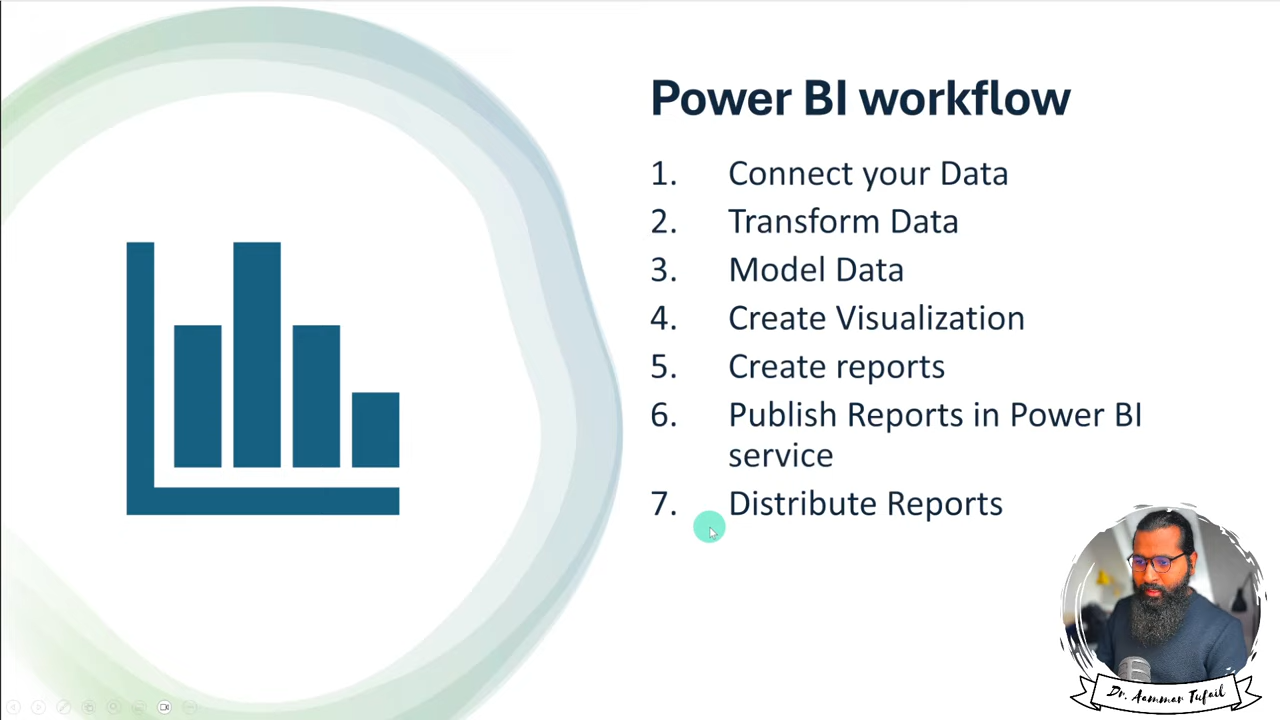 Power BI workflow
1. Connect your Data
2. Transform Data
3. Model Data
4. Create Visualization
5. Create reports
6. Publish Reports in Power BI
service
7. Distribute Reports
Dr. Aammar Tufail